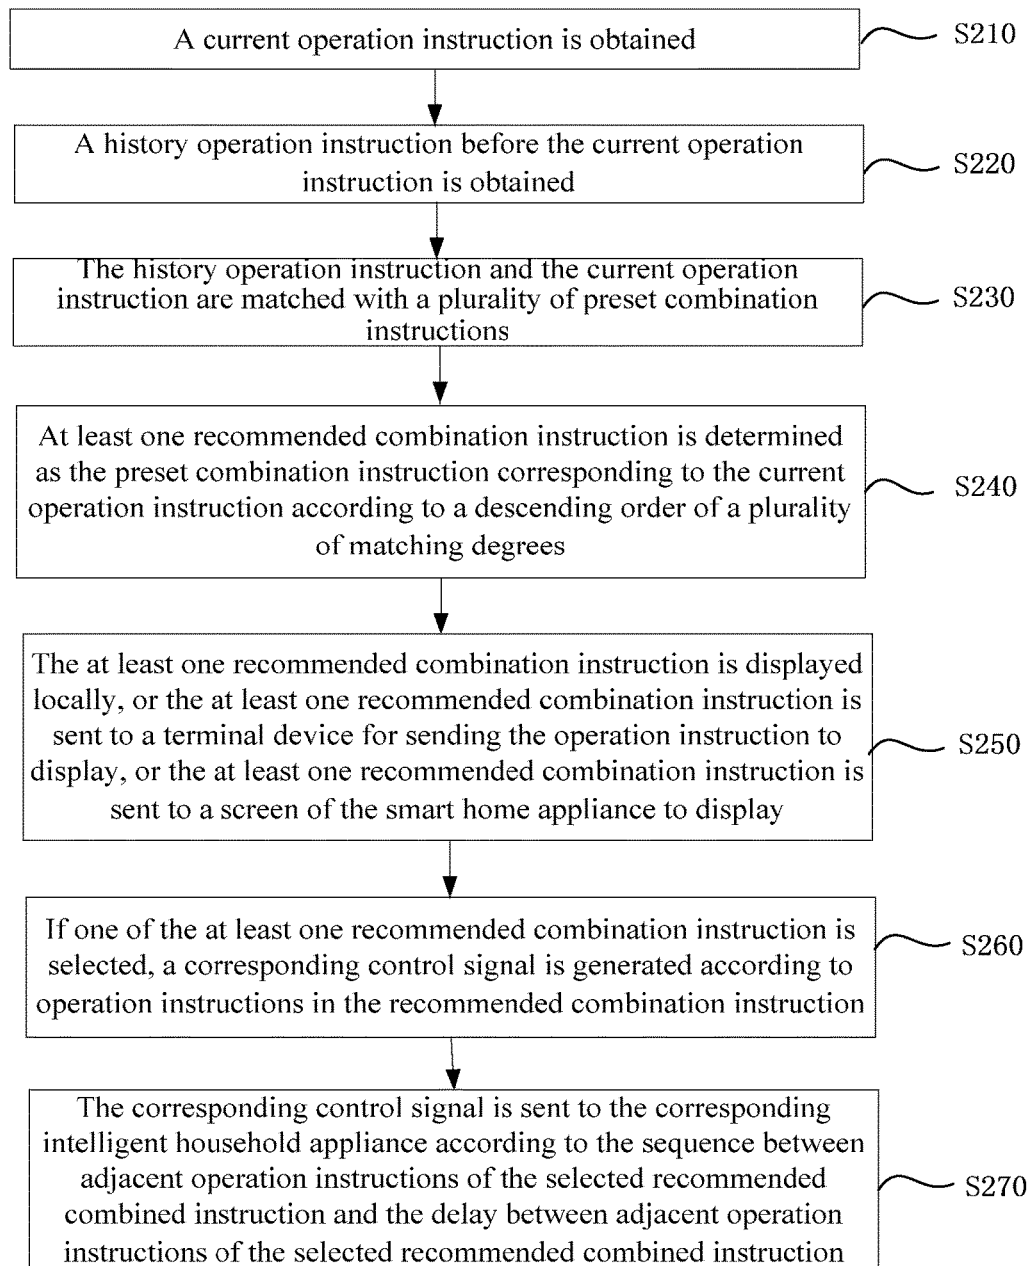 A current operation instruction is obtained
S210
A history operation instruction before the current operation
instruction is obtained
S220
The history operation instruction and the current operation
instruction are matched with a plurality of preset combination
instructions
S230
At least one recommended combination instruction is determined
as the preset combination instruction corresponding to the current
operation instruction according to a descending order of a plurality
of matching degrees
S240
The at least one recommended combination instruction is displayed
locally, or the at least one recommended combination instruction is
sent to a terminal device for sending the operation instruction to
display, or the at least one recommended combination instruction is
sent to a screen of the smart home appliance to display
S250
If one of the at least one recommended combination instruction is
selected, a corresponding control signal is generated according to
operation instructions in the recommended combination instruction
S260
The corresponding control signal is sent to the corresponding
intelligent household appliance according to the sequence between
adjacent operation instructions of the selected recommended
combined instruction and the delay between adjacent operation
instructions of the selected recommended combined instruction
S270